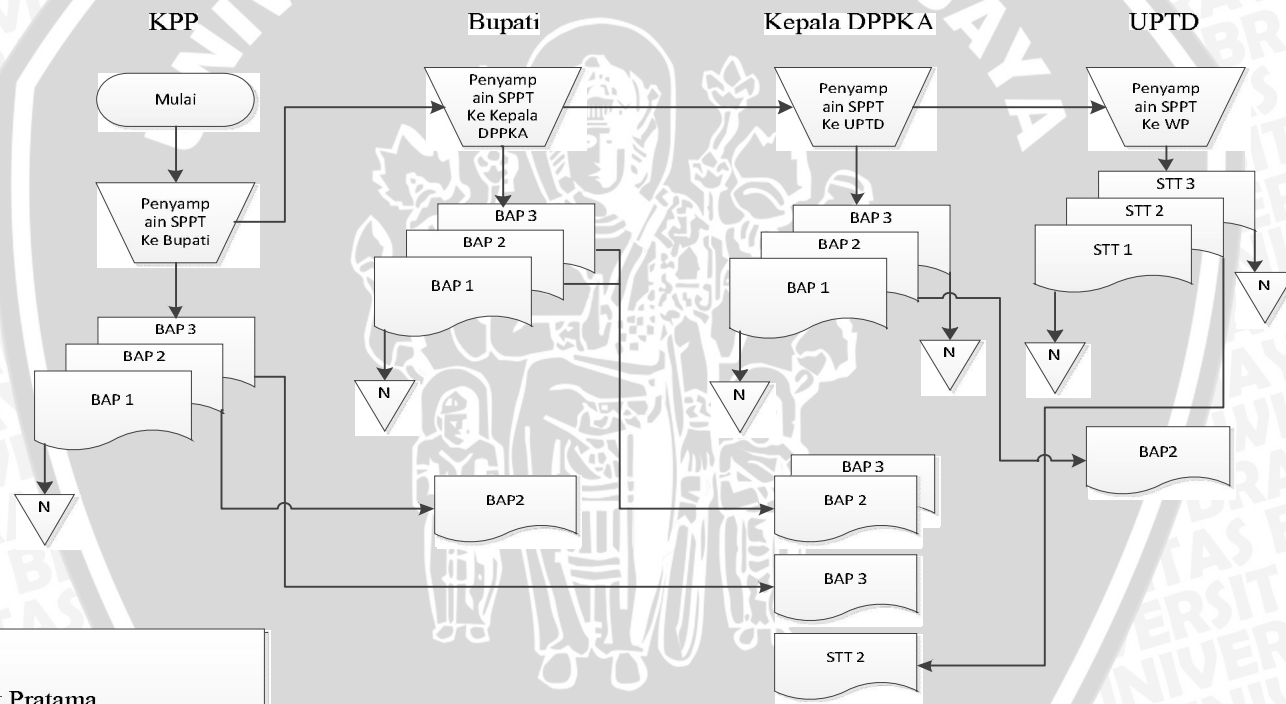 KPP
Bupati
Kepala DPPKA
UPTD
Mulai
Penyamp
ain SPPT
Ke Bupati
BAP 3
BAP 2
BAP 1
N
Penyamp
ain SPPT
Ke Kepala
DPPKA
BAP 3
BAP 2
BAP 1
N
BAP2
Penyamp
ain SPPT
Ke UPTD
BAP 3
BAP 2
BAP 1
N
N
BAP 3
BAP 2
BAP 3
STT 2
Penyamp
ain SPPT
Ke WP
STT 3
STT 2
STT 1
N
N
BAP2
Pratama